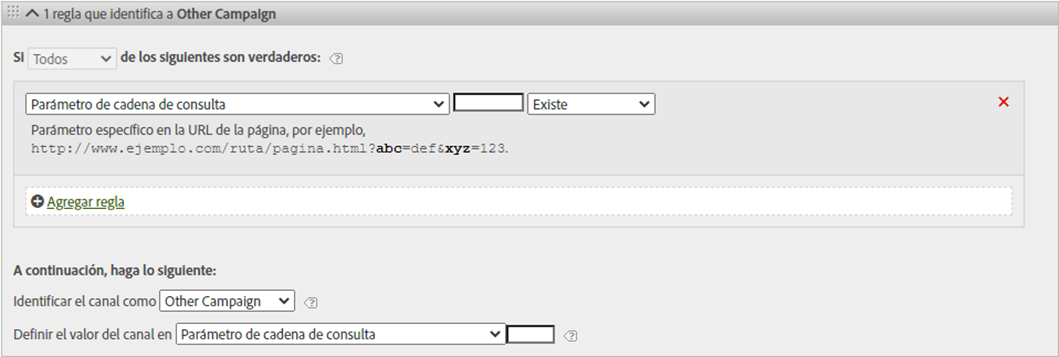 1 regla que identifica a Other Campaign
Si Todos de los siguientes son verdaderos:
Parámetro de cadena de consulta Existe
Parámetro específico en la URL de la página, por ejemplo,
http://www.ejemplo.com/ruta/pagina.html?abc=def&xyz=123.
Agregar regla
A continuación, haga lo siguiente:
Identificar el canal como Other Campaign
Definir el valor del canal en Parámetro de cadena de consulta